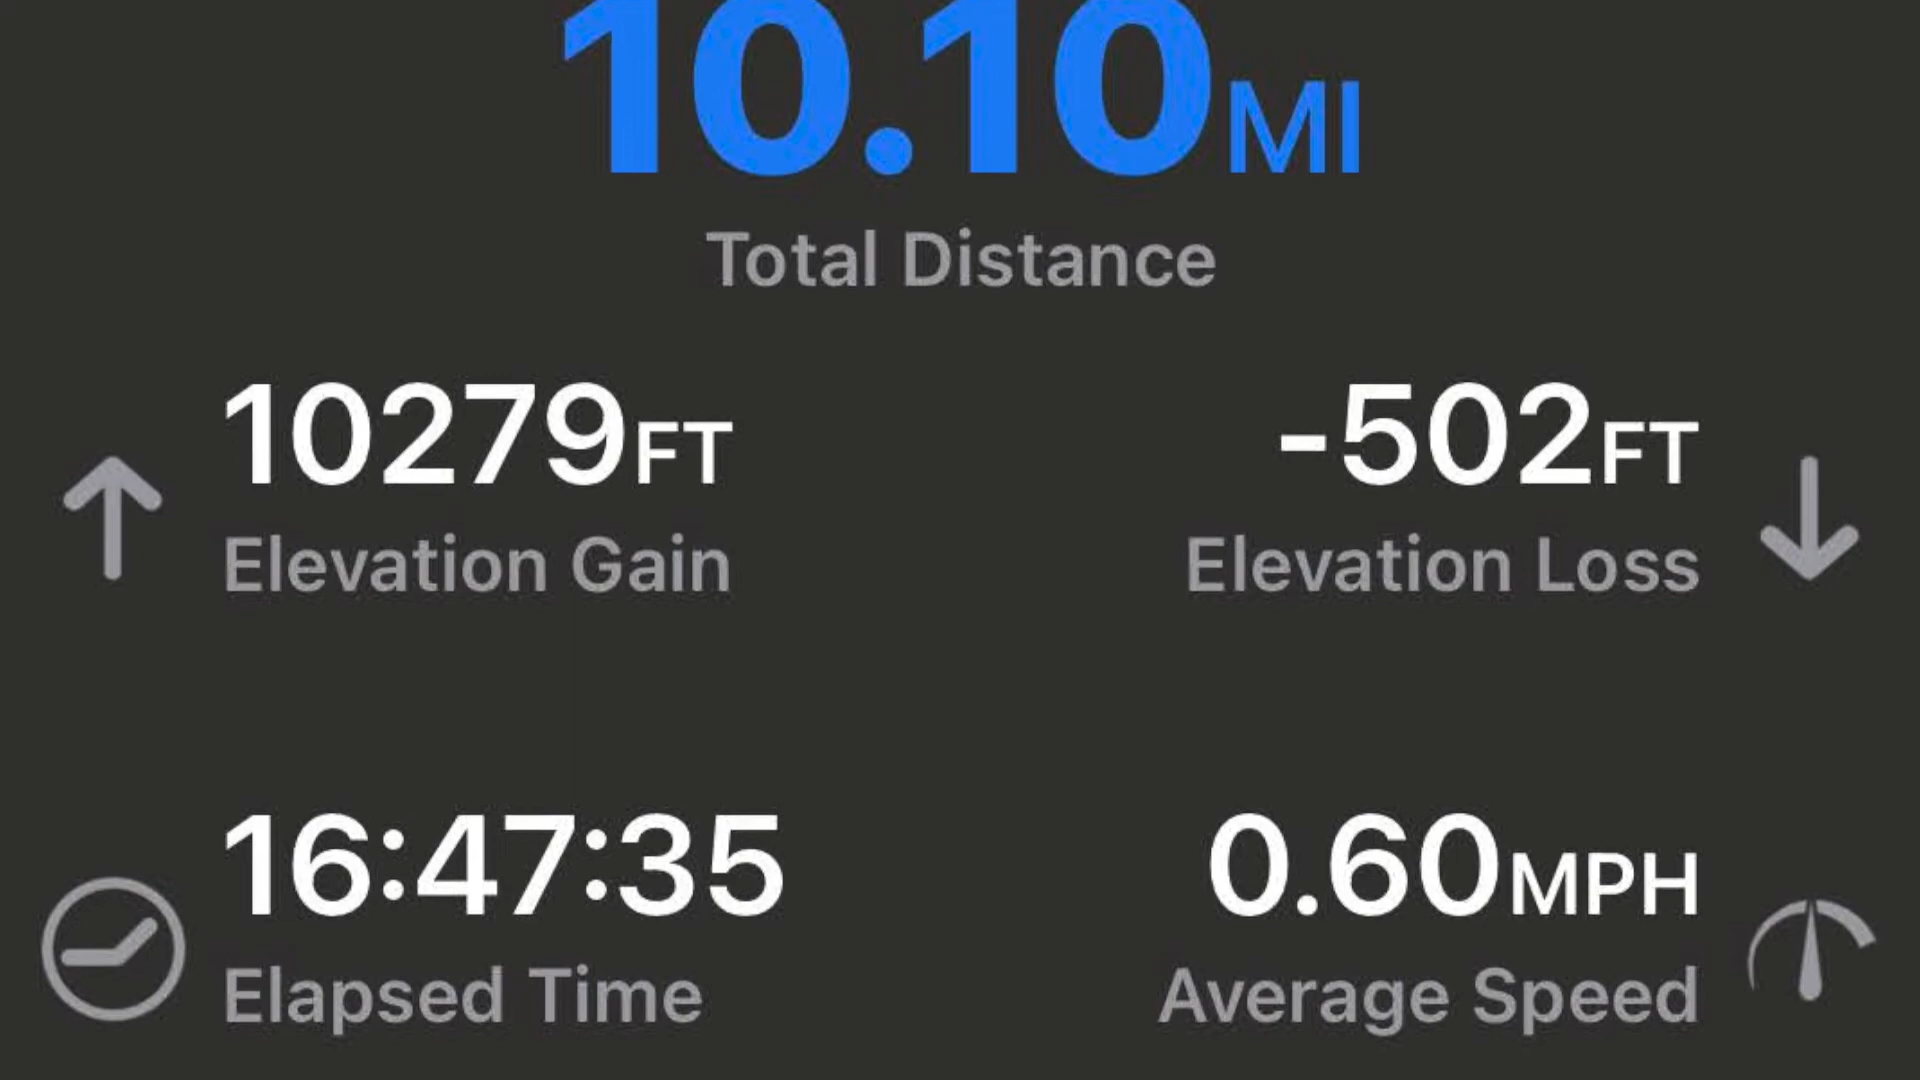 10.10MI
Total Distance
10279FT
Elevation Gain
-502FT
Elevation Loss
16:47:35
Elapsed Time
0.60MPH
Average Speed